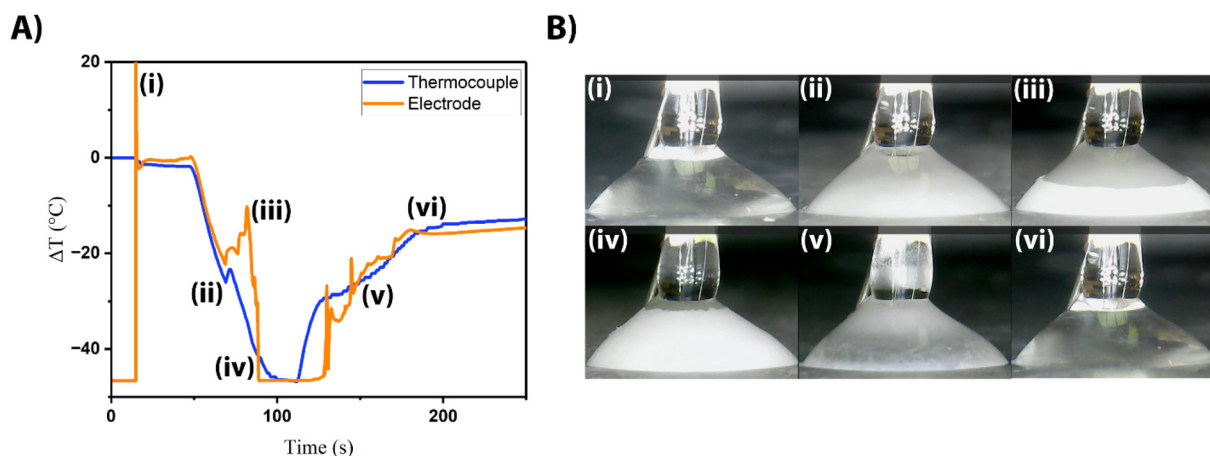 A)
B)
20
0
−20
−40
ΔT (°C)
0
100
200
Time (s)
Thermocouple
Electrode
(i)
(ii)
(iii)
(iv)
(v)
(vi)
(i)
(ii)
(iii)
(iv)
(v)
(vi)